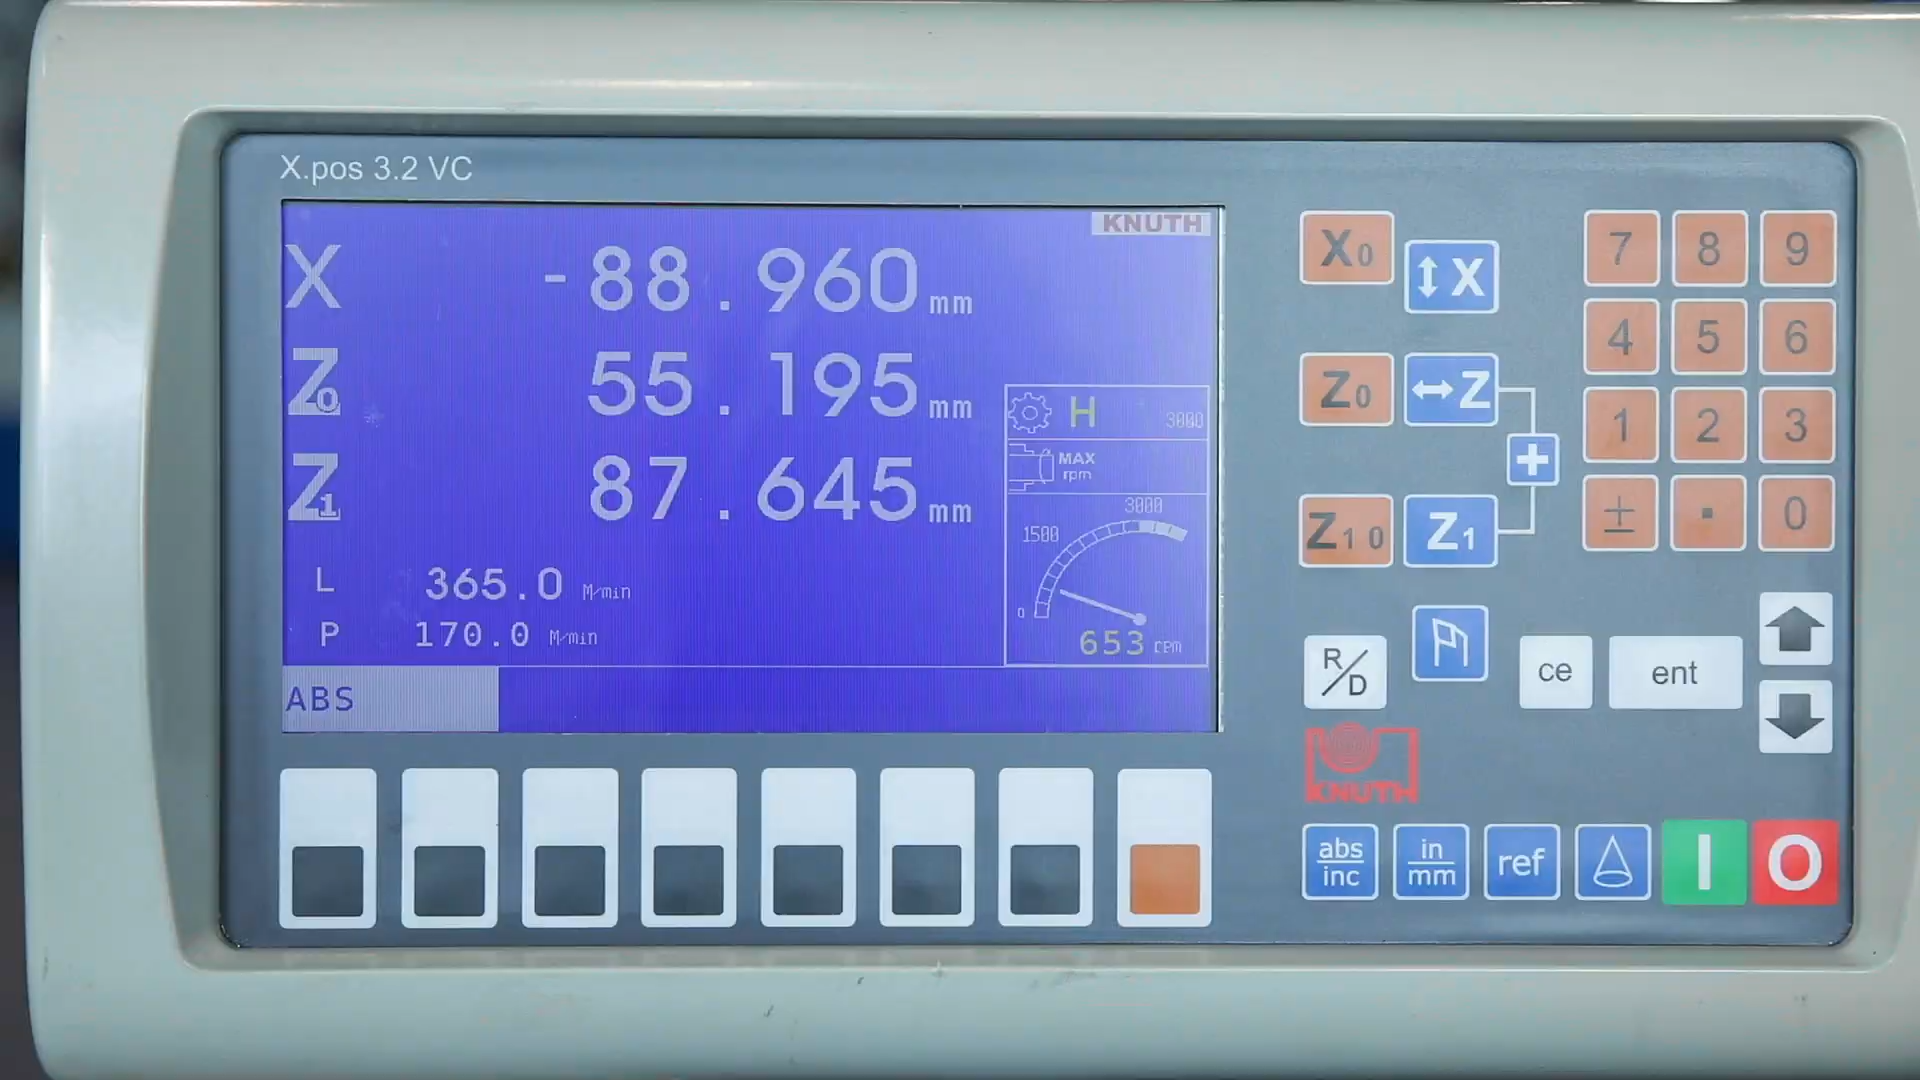 X.pos 3.2 VC
KNUTH
X -88.960 mm
Z0 55.195 mm
Z1 87.645 mm
H 3000
MAX
rpm
3000
1500
0
653 rpm
L 365.0 M/min
P 170.0 M/min
ABS
X0 X
7 8 9
4 5 6
Z0 Z
1 2 3
+
Z10 Z1
± . 0
R/D
ce ent
KNUTH
abs
inc
in
mm
ref
I O